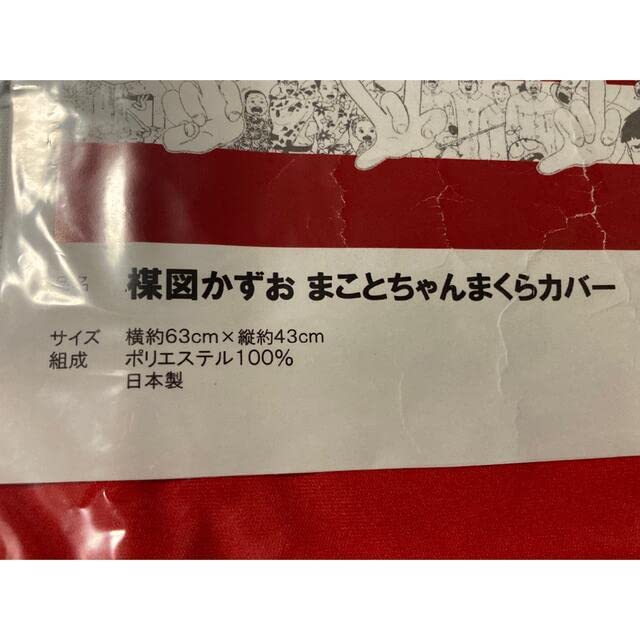 品名 楳図かずお まことちゃんまくらカバー
サイズ 横約63cm×縦約43cm
組成 ポリエステル100%
日本製